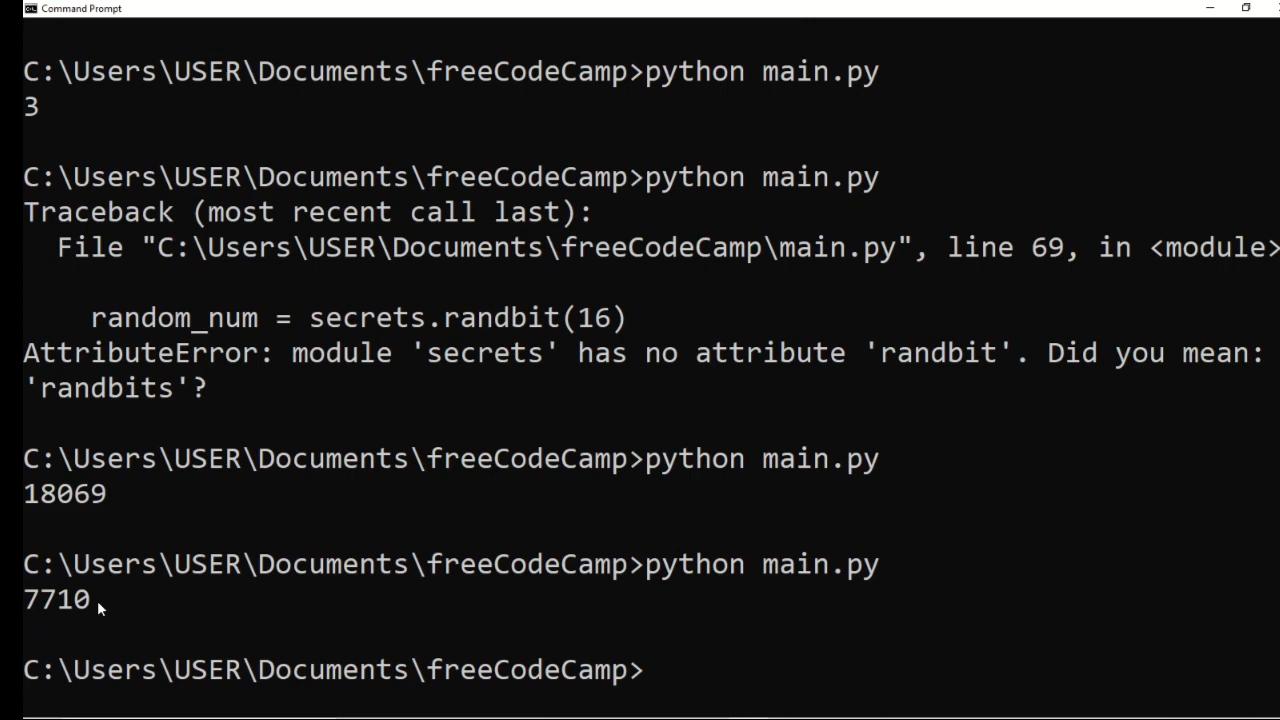 Command Prompt
C:\Users\USER\Documents\freeCodeCamp>python main.py
3
C:\Users\USER\Documents\freeCodeCamp>python main.py
Traceback (most recent call last):
  File "C:\Users\USER\Documents\freeCodeCamp\main.py", line 69, in <module>
    random_num = secrets.randbit(16)
AttributeError: module 'secrets' has no attribute 'randbit'. Did you mean:
'randbits'?
C:\Users\USER\Documents\freeCodeCamp>python main.py
18069
C:\Users\USER\Documents\freeCodeCamp>python main.py
7710
C:\Users\USER\Documents\freeCodeCamp>